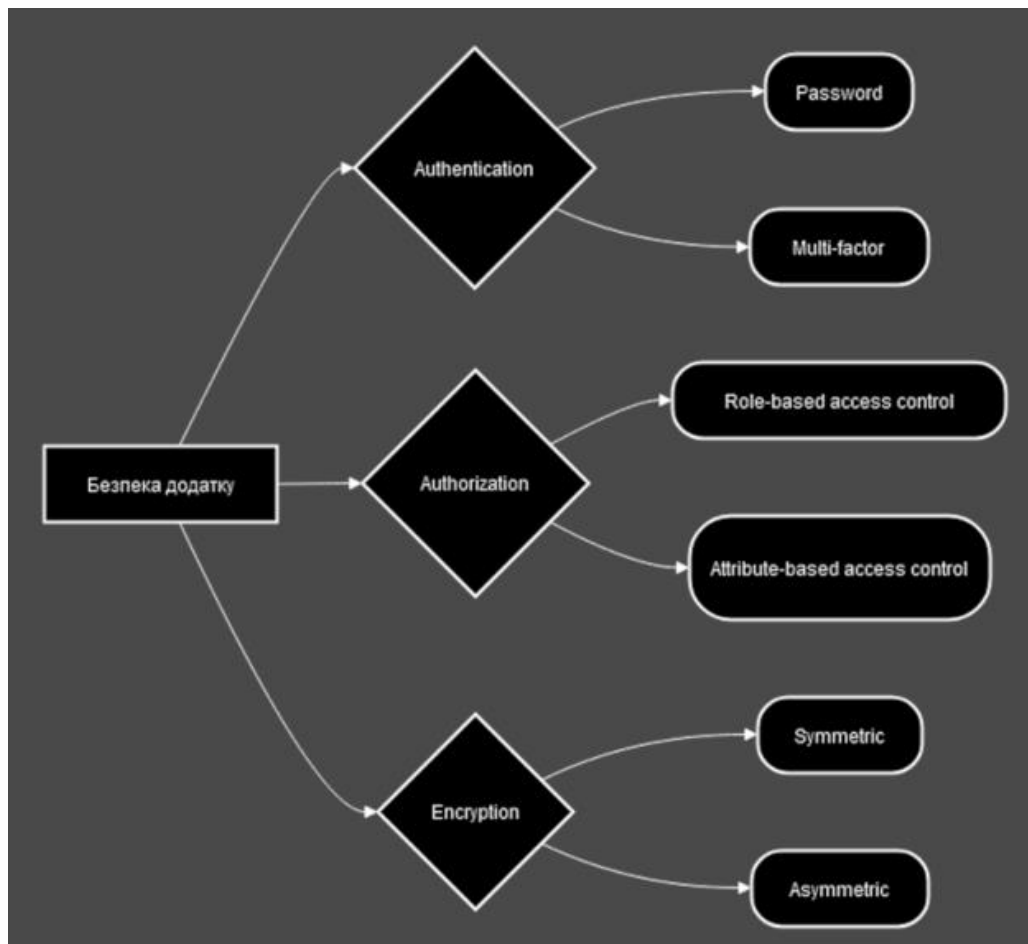 Password
Authentication
Multi-factor
Role-based access control
Безпека додатку
Authorization
Attribute-based access control
Symmetric
Encryption
Asymmetric